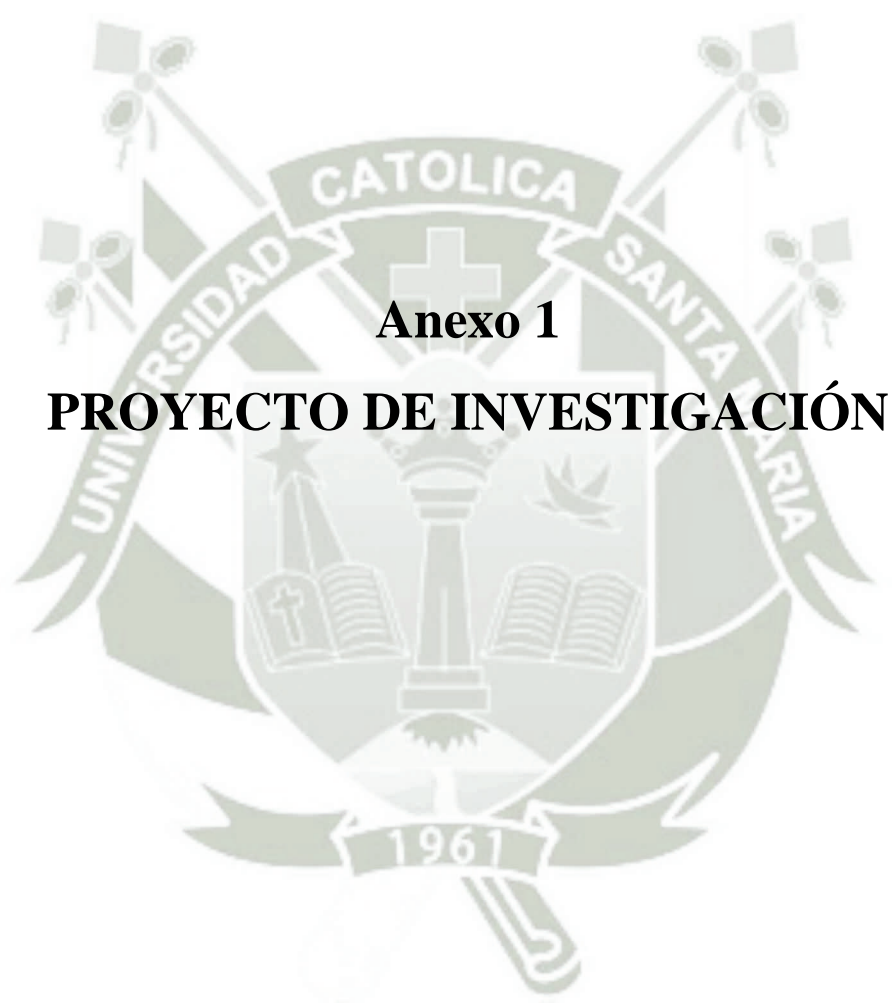 Anexo 1
PROYECTO DE INVESTIGACIÓN
UNIVERSIDAD CATOLICA SANTA MARIA
1961